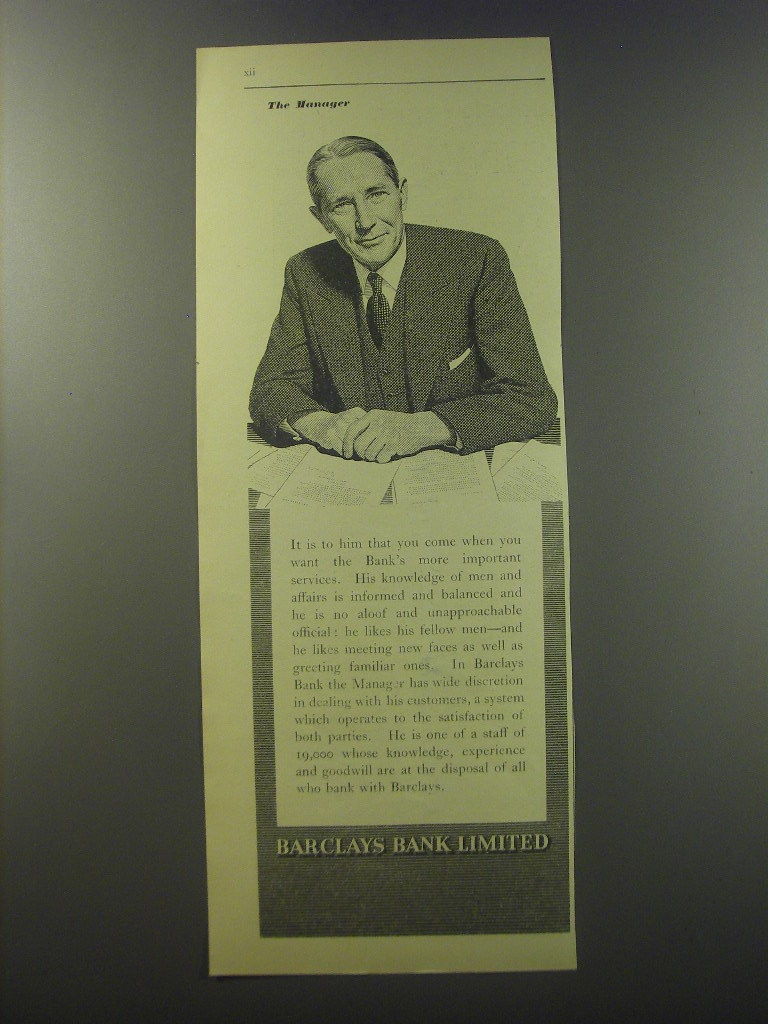 xii
The Manager
It is to him that you come when you
want the Bank's more important
services. His knowledge of men and
affairs is informed and balanced and
he is no aloof and unapproachable
official: he likes his fellow men—and
he likes meeting new faces as well as
greeting familiar ones. In Barclays
Bank the Manager has wide discretion
in dealing with his customers, a system
which operates to the satisfaction of
both parties. He is one of a staff of
19,000 whose knowledge, experience
and goodwill are at the disposal of all
who bank with Barclays.
BARCLAYS BANK LIMITED